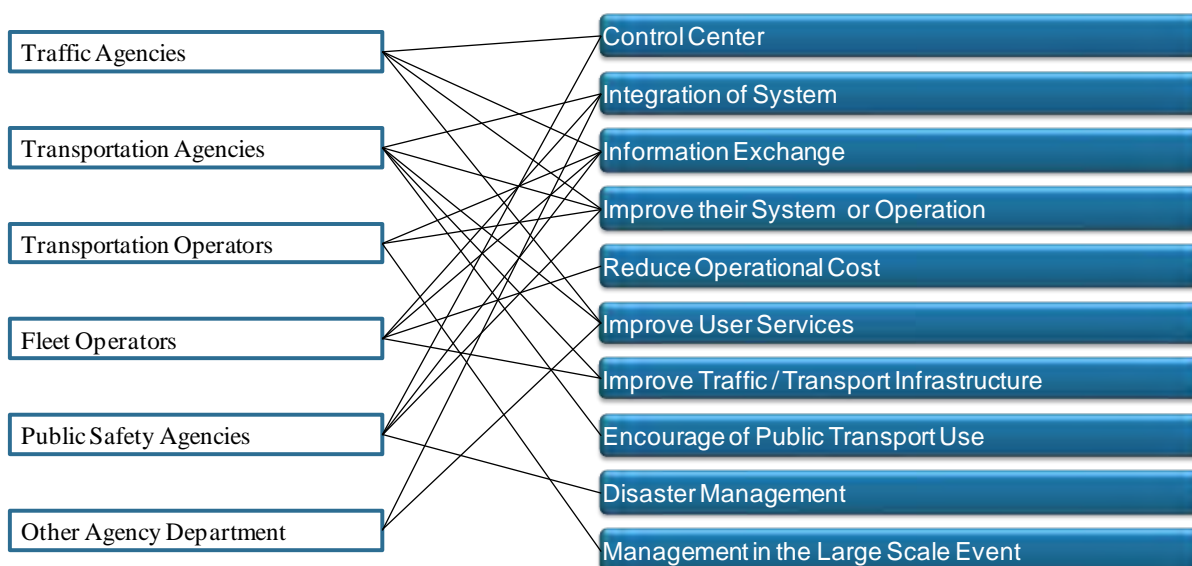 Traffic Agencies
Transportation Agencies
Transportation Operators
Fleet Operators
Public Safety Agencies
Other Agency Department
Control Center
Integration of System
Information Exchange
Improve their System or Operation
Reduce Operational Cost
Improve User Services
Improve Traffic / Transport Infrastructure
Encourage of Public Transport Use
Disaster Management
Management in the Large Scale Event